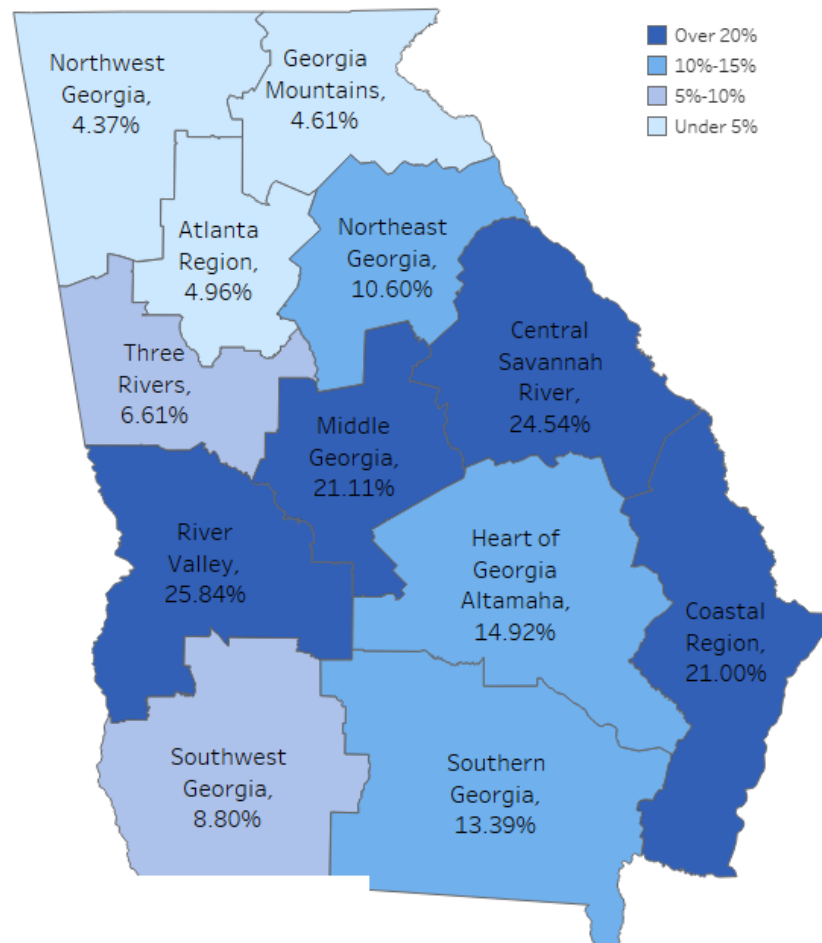 Over 20%
10%-15%
5%-10%
Under 5%
Northwest
Georgia,
4.37%
Georgia
Mountains,
4.61%
Atlanta
Region,
4.96%
Northeast
Georgia,
10.60%
Three
Rivers,
6.61%
Central
Savannah
River,
24.54%
Middle
Georgia,
21.11%
River
Valley,
25.84%
Heart of
Georgia
Altamaha,
14.92%
Coastal
Region,
21.00%
Southwest
Georgia,
8.80%
Southern
Georgia,
13.39%